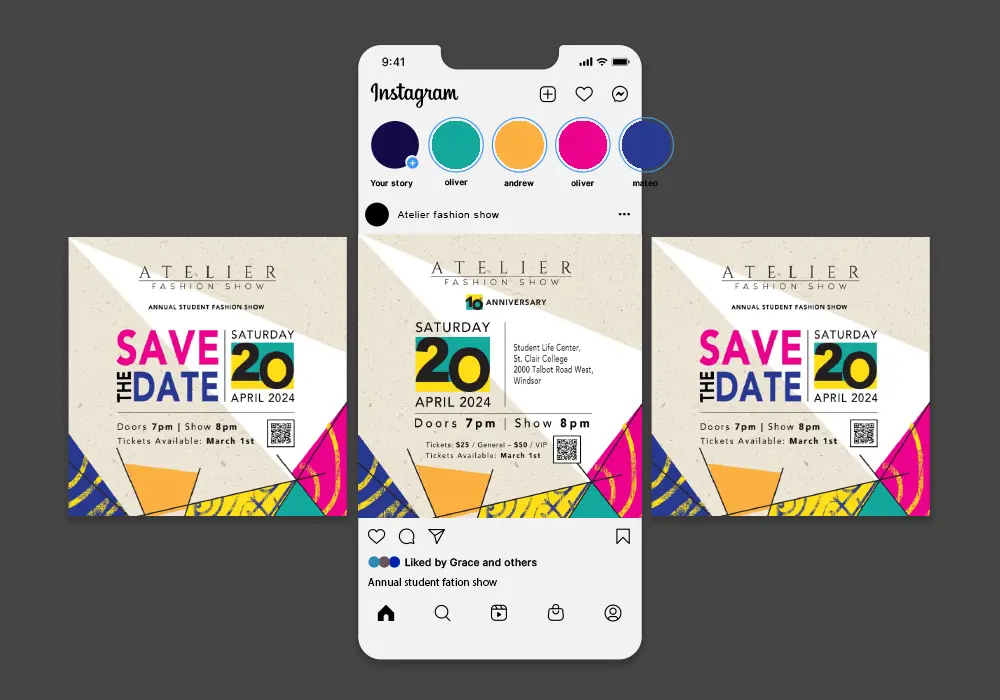 9:41
Instagram
Your story
oliver
andrew
oliver
mateo
Atelier fashion show
ATELIER
FASHION SHOW
ANNUAL STUDENT FASHION SHOW
SAVE
THE DATE
SATURDAY
20
APRIL 2024
Doors 7pm | Show 8pm
Tickets Available: March 1st
ATELIER
FASHION SHOW
10 ANNIVERSARY
SATURDAY
20
APRIL 2024
Student Life Center,
St. Clair College
2000 Talbot Road West,
Windsor
Doors 7pm | Show 8pm
Tickets: $25 / General – $50 / VIP
Tickets Available: March 1st
ATELIER
FASHION SHOW
ANNUAL STUDENT FASHION SHOW
SAVE
THE DATE
SATURDAY
20
APRIL 2024
Doors 7pm | Show 8pm
Tickets Available: March 1st
Liked by Grace and others
Annual student fation show